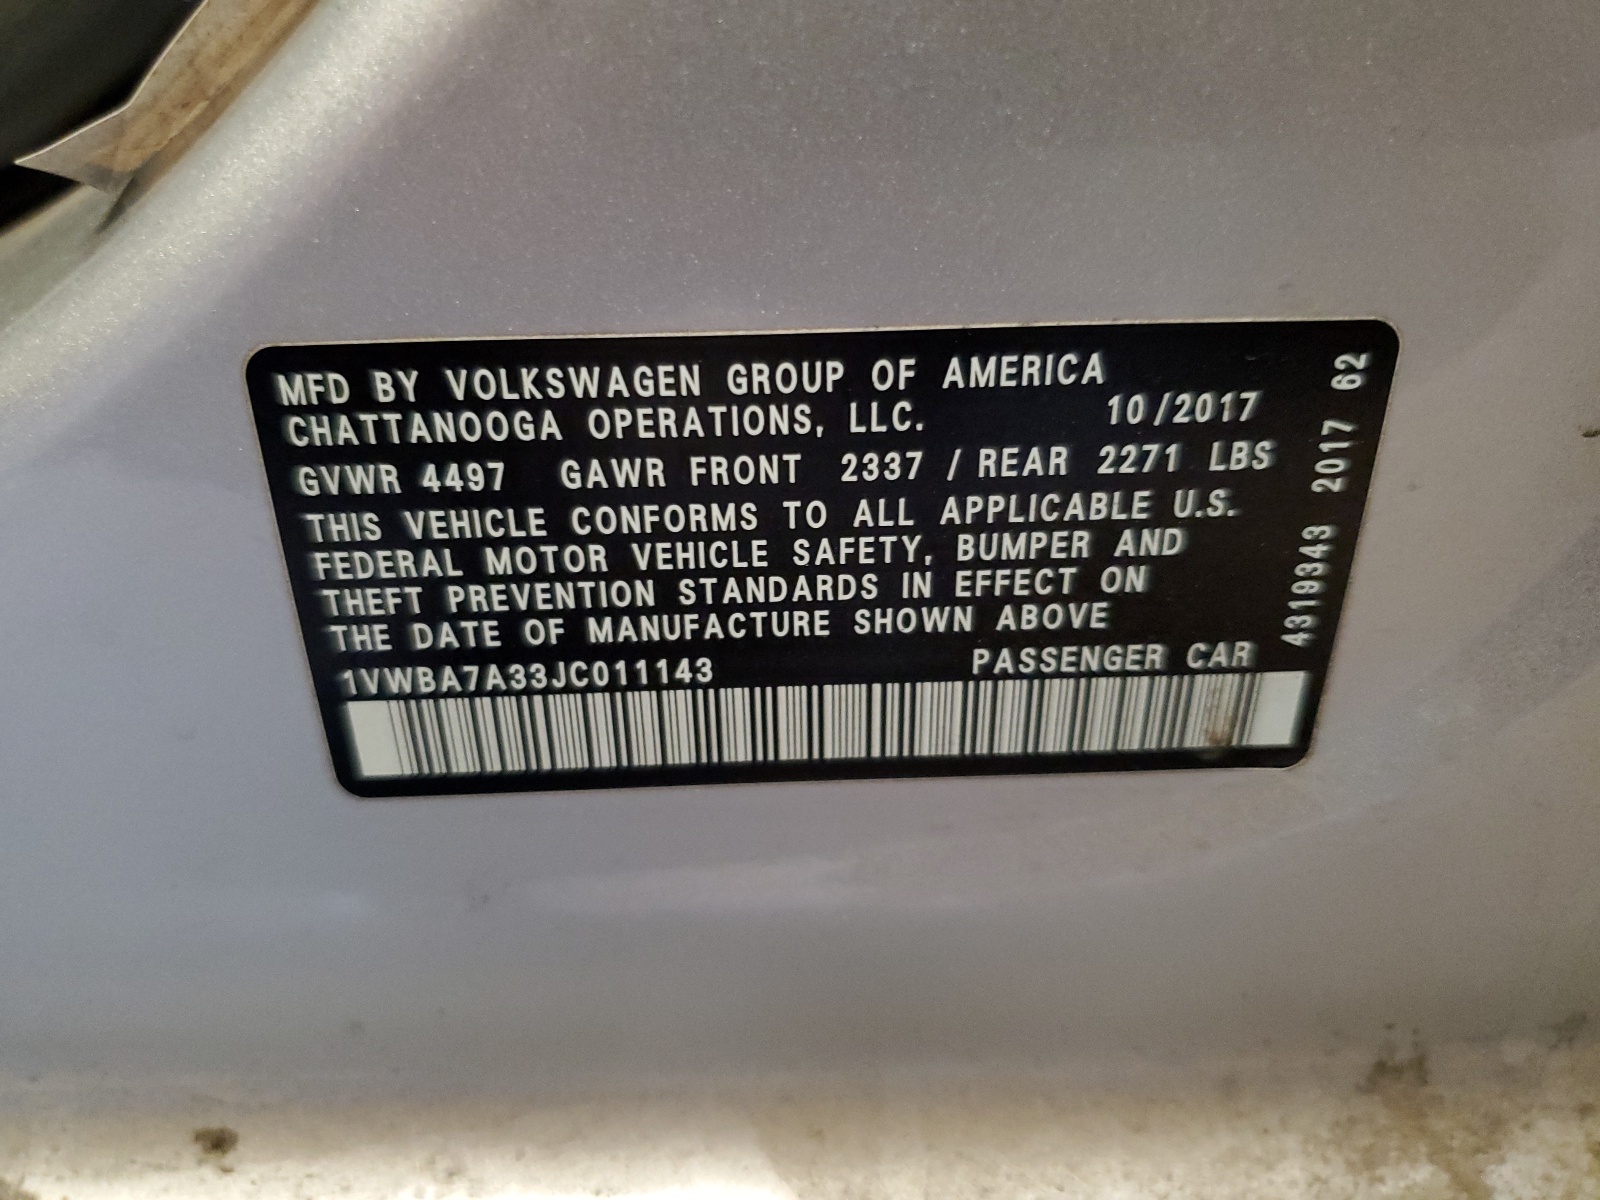 MFD BY VOLKSWAGEN GROUP OF AMERICA
CHATTANOOGA OPERATIONS, LLC. 10/2017
GVWR 4497 GAWR FRONT 2337 / REAR 2271 LBS
THIS VEHICLE CONFORMS TO ALL APPLICABLE U.S.
FEDERAL MOTOR VEHICLE SAFETY, BUMPER AND
THEFT PREVENTION STANDARDS IN EFFECT ON
THE DATE OF MANUFACTURE SHOWN ABOVE
1VWBA7A33JC011143 PASSENGER CAR
4319343 2017 62